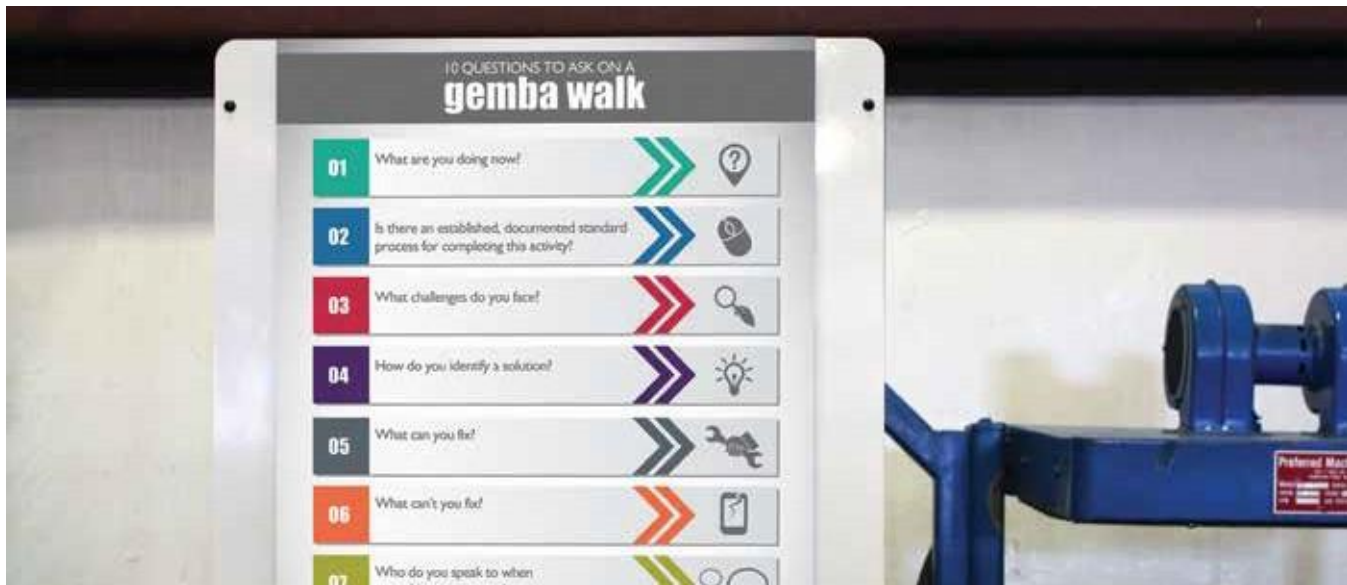 10 QUESTIONS TO ASK ON A
gemba walk
01
What are you doing now?
02
Is there an established, documented standard
process for completing this activity?
03
What challenges do you face?
04
How do you identify a solution?
05
What can you fix?
06
What can't you fix?
07
Who do you speak to when
Preferred Mac